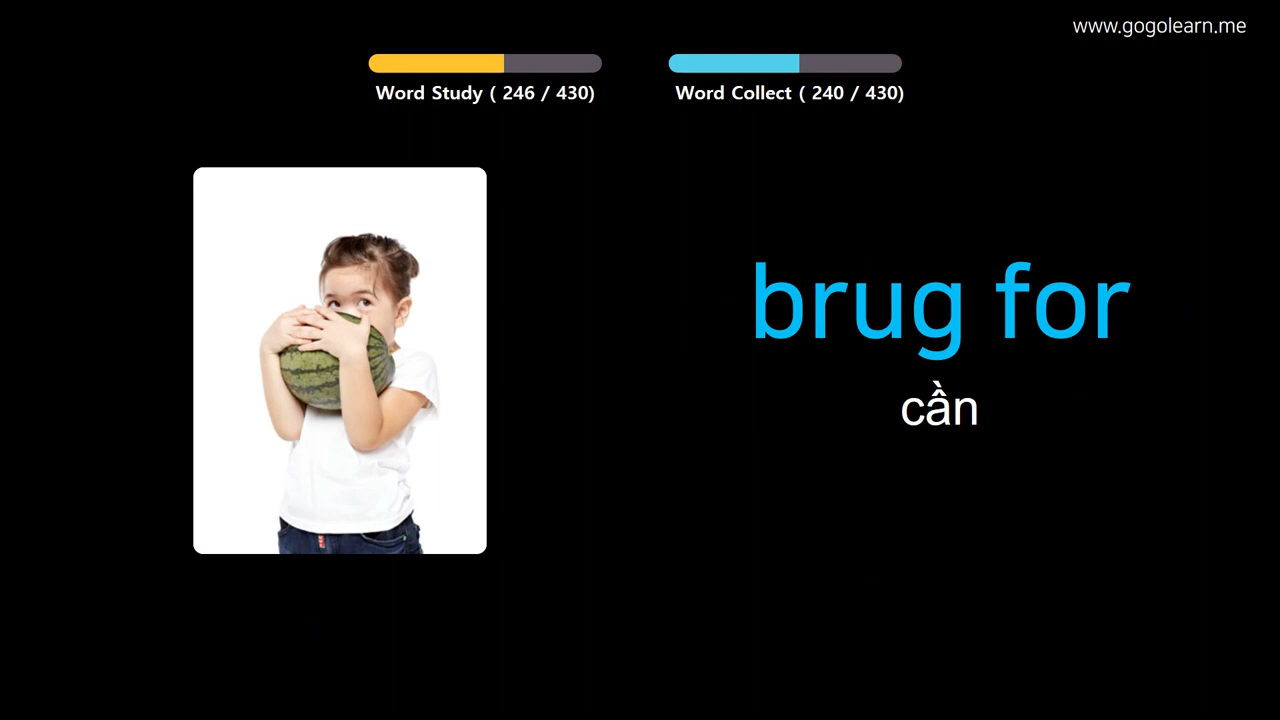 www.gogolearn.me
Word Study ( 246 / 430)
Word Collect ( 240 / 430)
brug for
cần